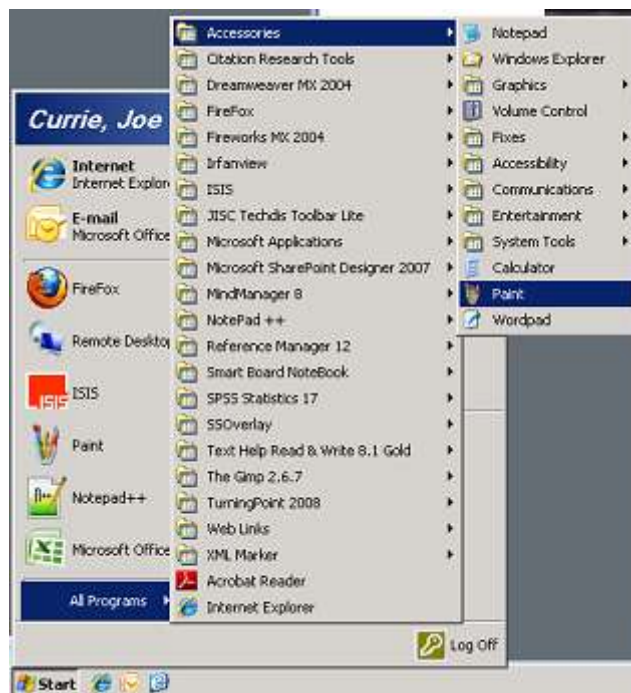 Currie, Joe
Internet
Internet Explor
E-mail
Microsoft Office
FireFox
Remote Deskto
ISIS
ISIS
Paint
Notepad++
Microsoft Office
All Programs
Accessories
Citation Research Tools
Dreamweaver MX 2004
FireFox
Fireworks MX 2004
Irfanview
ISIS
JISC Techdis Toolbar Lite
Microsoft Applications
Microsoft SharePoint Designer 2007
MindManager 8
NotePad ++
Reference Manager 12
Smart Board NoteBook
SPSS Statistics 17
SSOverlay
Text Help Read & Write 8.1 Gold
The Gimp 2.6.7
TurningPoint 2008
Web Links
XML Marker
Acrobat Reader
Internet Explorer
Notepad
Windows Explorer
Graphics
Volume Control
Fixes
Accessibility
Communications
Entertainment
System Tools
Calculator
Paint
Wordpad
Log Off
Start